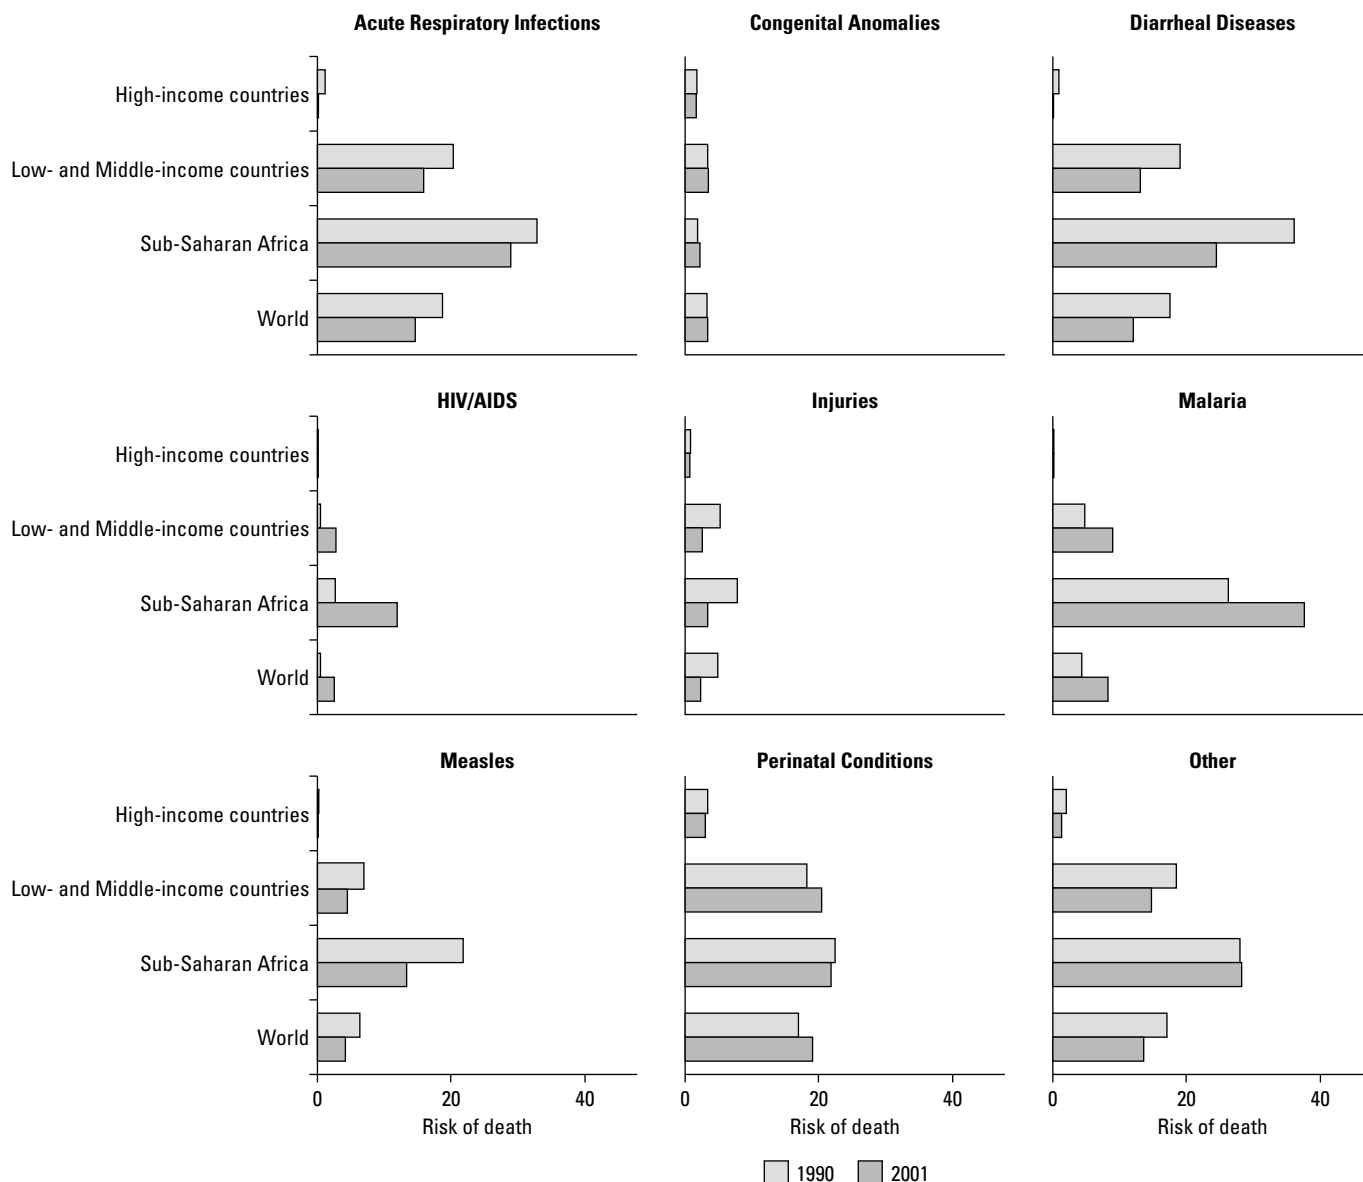 Acute Respiratory Infections
Congenital Anomalies
Diarrheal Diseases
High-income countries
Low- and Middle-income countries
Sub-Saharan Africa
World
HIV/AIDS
Injuries
Malaria
High-income countries
Low- and Middle-income countries
Sub-Saharan Africa
World
Measles
Perinatal Conditions
Other
High-income countries
Low- and Middle-income countries
Sub-Saharan Africa
World
0 20 40
0 20 40
0 20 40
Risk of death
Risk of death
Risk of death
1990 2001